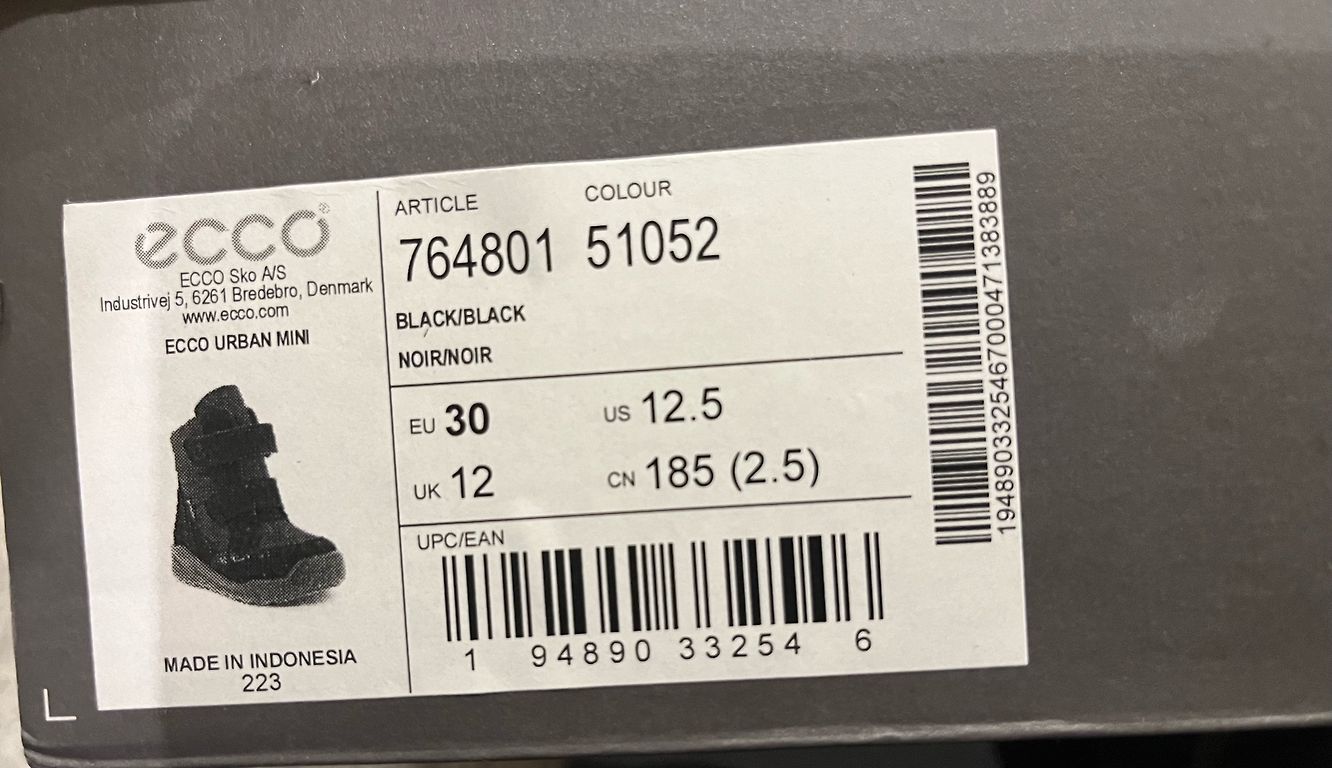 ecco®
ECCO Sko A/S
Industrivej 5, 6261 Bredebro, Denmark
www.ecco.com
ECCO URBAN MINI
MADE IN INDONESIA
223
ARTICLE COLOUR
764801 51052
BLACK/BLACK
NOIR/NOIR
EU 30 US 12.5
UK 12 CN 185 (2.5)
UPC/EAN
1 94890 33254 6
19489033254670004713838​89